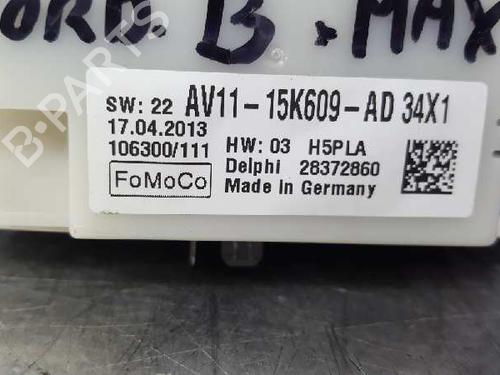 FORD B-MAX
SW: 22 AV11-15K609-AD 34X1
17.04.2013
106300/111 HW: 03 H5PLA
Delphi 28372860
FoMoCo Made in Germany
B-PARTS